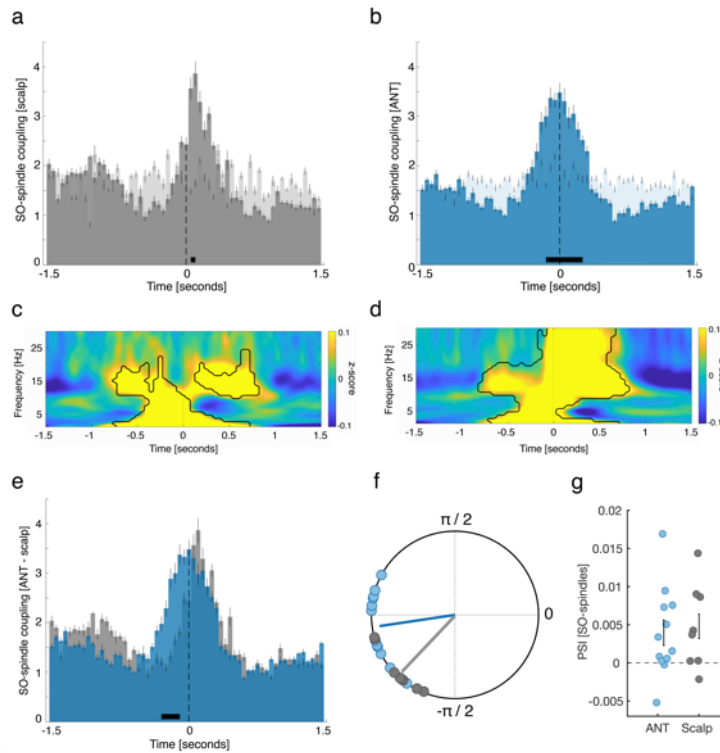 a
SO-spindle coupling [scalp]
4
3
2
1
0
-1.5
0
1.5
Time [seconds]
b
SO-spindle coupling [ANT]
4
3
2
1
0
-1.5
0
1.5
Time [seconds]
c
Frequency [Hz]
25
15
5
-1.5
-1
-0.5
0
0.5
1
1.5
Time [seconds]
0.1
0
-0.1
z-score
d
Frequency [Hz]
25
15
5
-1.5
-1
-0.5
0
0.5
1
1.5
Time [seconds]
0.1
0
-0.1
e
SO-spindle coupling [ANT - scalp]
4
3
2
1
0
-1.5
0
1.5
Time [seconds]
f
π / 2
0
-π / 2
g
PSI [SO-spindles]
0.02
0.015
0.01
0.005
0
-0.005
ANT Scalp